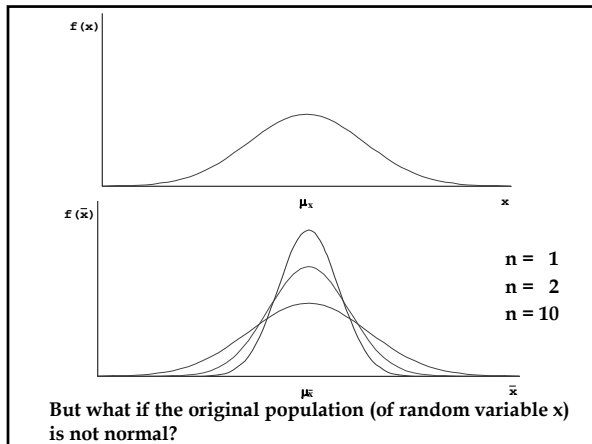 f(x)
μx x
f(x̄)
n = 1
n = 2
n = 10
μx̄ x̄
But what if the original population (of random variable x)
is not normal?